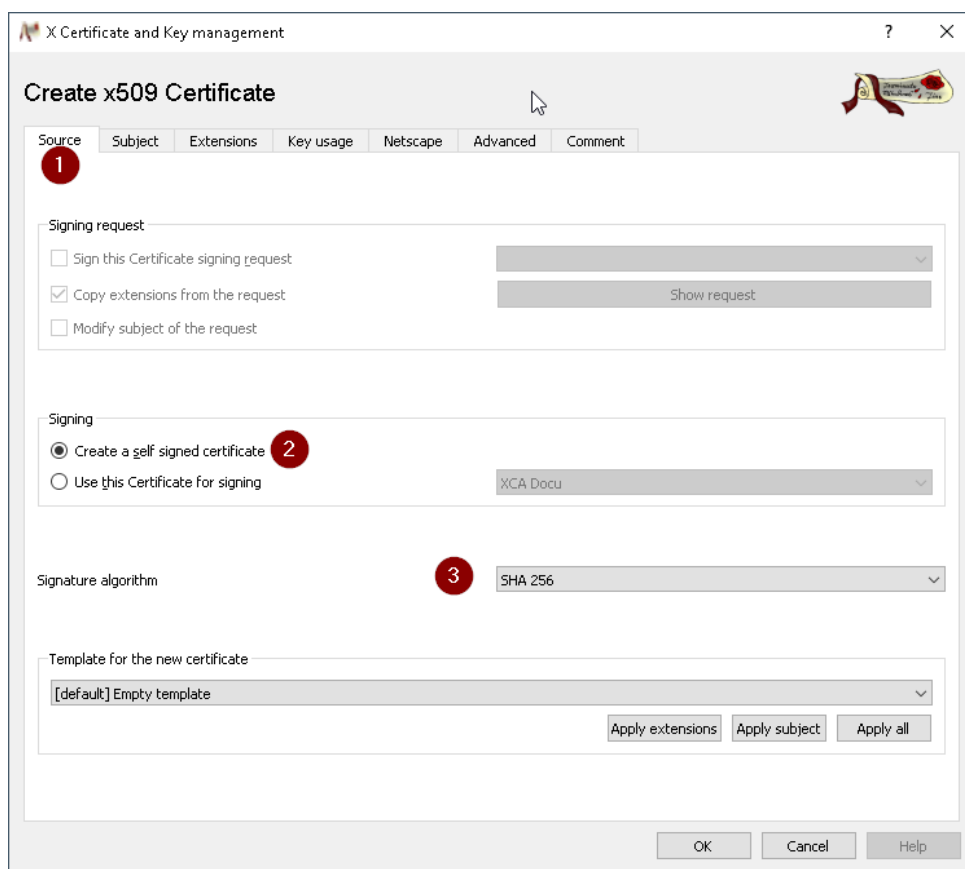 X Certificate and Key management
Create x509 Certificate
Source Subject Extensions Key usage Netscape Advanced Comment
1
Signing request
Sign this Certificate signing request
Copy extensions from the request Show request
Modify subject of the request
Signing
Create a self signed certificate 2
Use this Certificate for signing XCA Docu
Signature algorithm 3 SHA 256
Template for the new certificate
[default] Empty template
Apply extensions Apply subject Apply all
OK Cancel Help